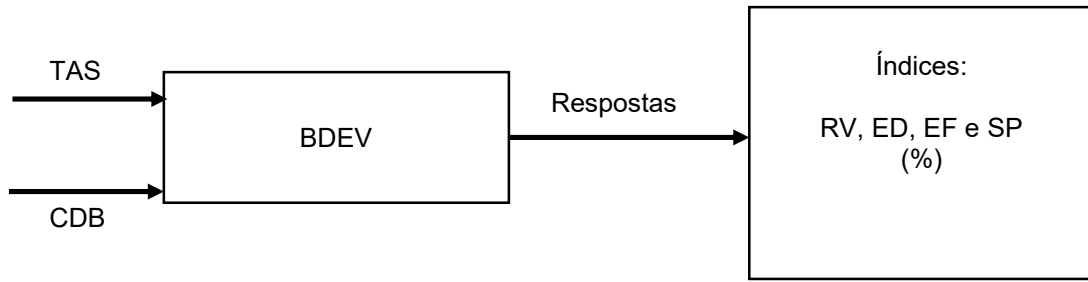 TAS
CDB
BDEV
Respostas
Índices:
RV, ED, EF e SP
(%)